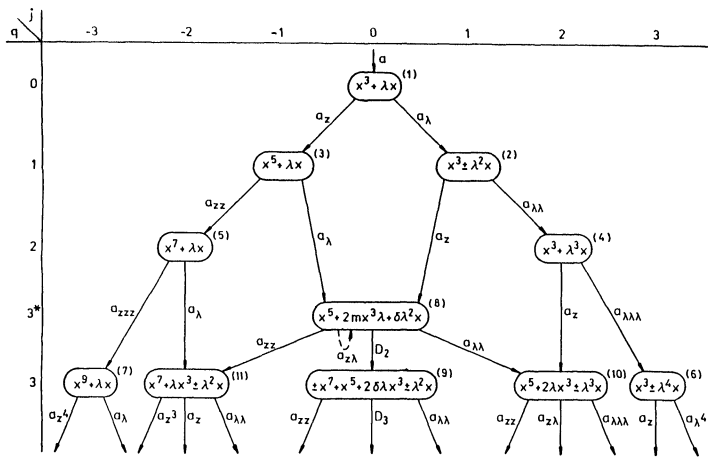 j
q
-3 -2 -1 0 1 2 3
a
0
x³ + λx (1)
a_z a_λ
1
x⁵ + λx (3) x³ ± λ²x (2)
a_zz a_λ a_z a_λλ
2
x⁷ + λx (5) x³ + λ³x (4)
a_zzz a_λ a_z a_λλλ
3*
x⁵ + 2mx³λ + δλ²x (8)
a_zz a_zλ D₂ a_λλ
3
x⁹ + λx (7) x⁷ + λx³ ± λ²x (11) ±x⁷ + x⁵ + 2δλx³ ± λ²x (9) x⁵ + 2λx³ ± λ³x (10) x³ ± λ⁴x (6)
a_z⁴ a_λ a_z³ a_z a_λλ a_zz D₃ a_λλ a_zz a_zλ a_λλλ a_z a_λ⁴